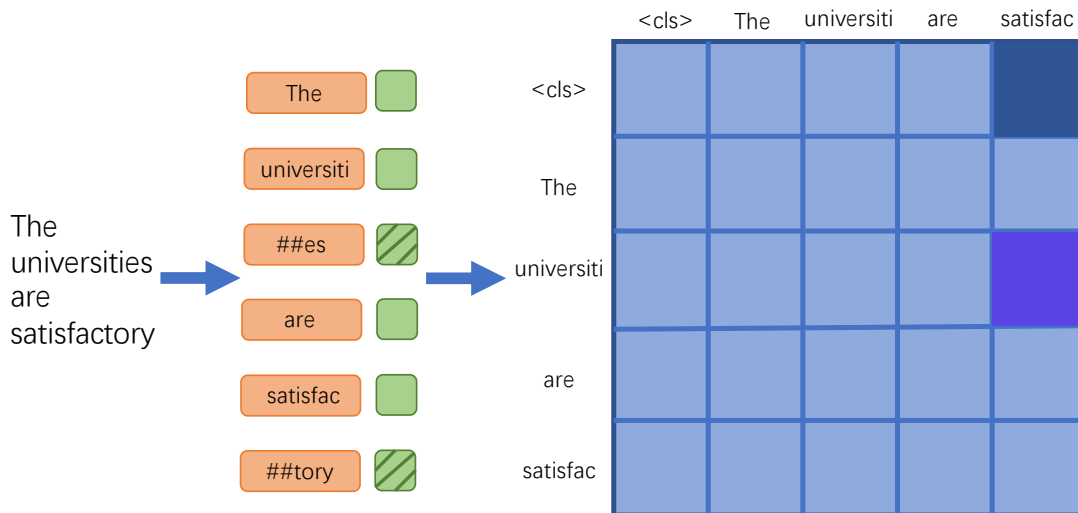 The
universities
are
satisfactory
The
universiti
##es
are
satisfac
##tory
<cls> The universiti are satisfac
<cls>
The
universiti
are
satisfac